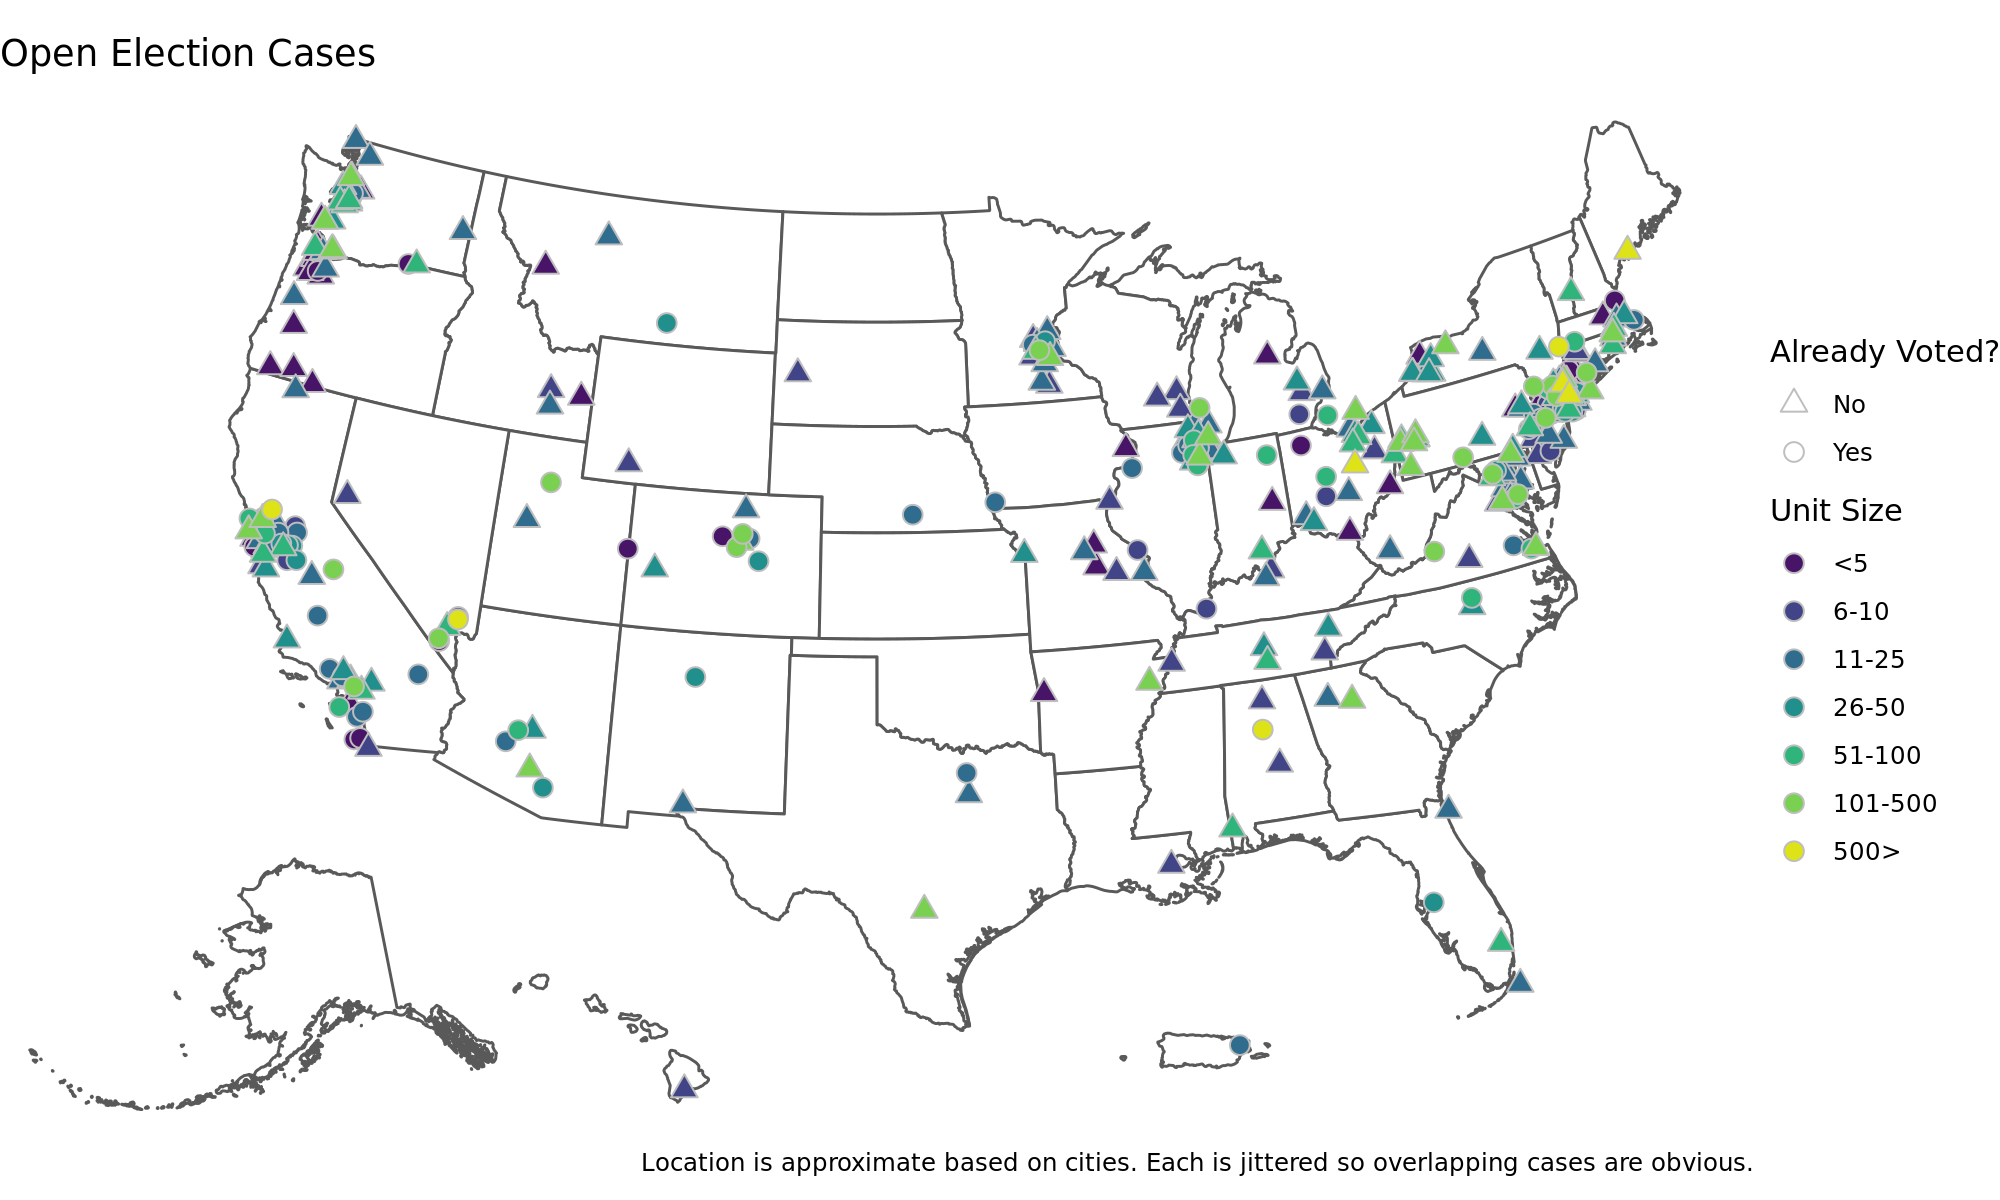 Open Election Cases
Already Voted?
No
Yes
Unit Size
<5
6-10
11-25
26-50
51-100
101-500
500>
Location is approximate based on cities. Each is jittered so overlapping cases are obvious.